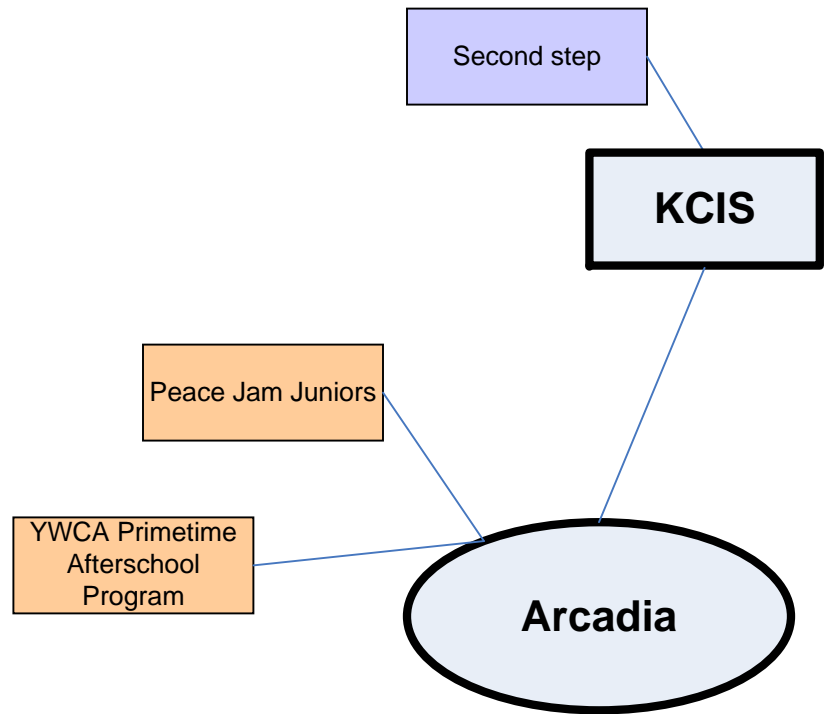 Second step
KCIS
Peace Jam Juniors
YWCA Primetime
Afterschool
Program
Arcadia